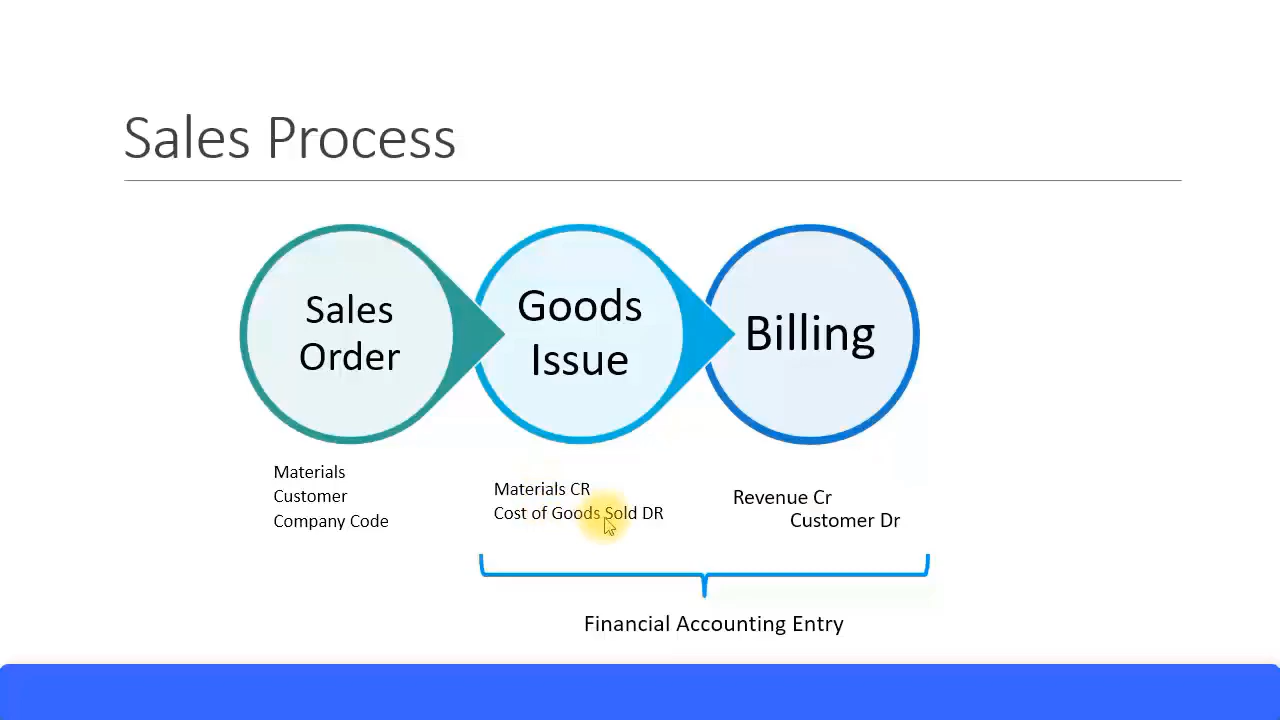 Sales Process
Sales
Order
Goods
Issue
Billing
Materials
Customer
Company Code
Materials CR
Cost of Goods Sold DR
Revenue Cr
Customer Dr
Financial Accounting Entry